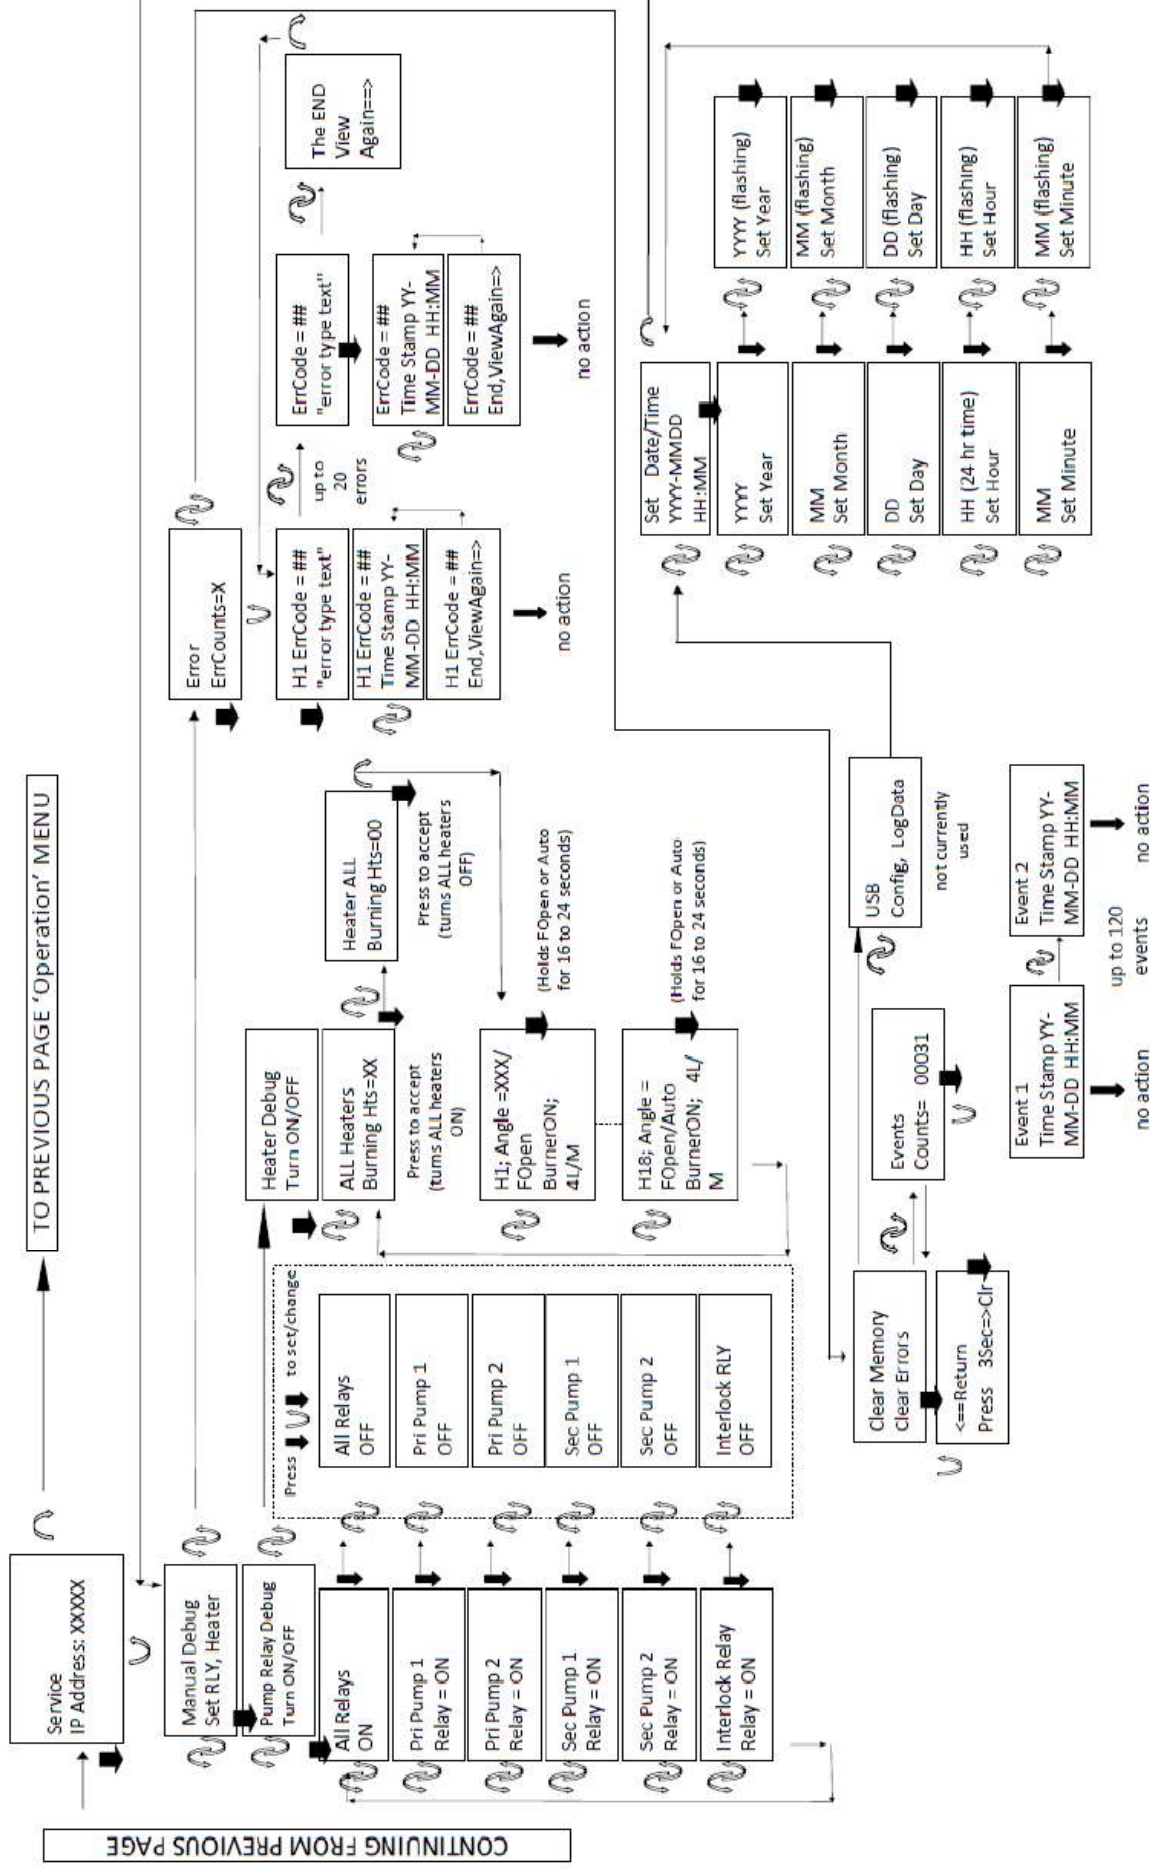 TO PREVIOUS PAGE 'Operation' MENU
CONTINUING FROM PREVIOUS PAGE
Service
IP Address: XXXXX
Manual Debug
Set RLY, Heater
Pump Relay Debug
Turn ON/OFF
All Relays
ON
Pri Pump 1
Relay = ON
Pri Pump 2
Relay = ON
Sec Pump 1
Relay = ON
Sec Pump 2
Relay = ON
Interlock Relay
Relay = ON
Press
to set/change
All Relays
OFF
Pri Pump 1
OFF
Pri Pump 2
OFF
Sec Pump 1
OFF
Sec Pump 2
OFF
Interlock RLY
OFF
Heater Debug
Turn ON/OFF
ALL Heaters
Burning Hts=XX
Press to accept
(turns ALL heaters
ON)
Heater ALL
Burning Hts=00
Press to accept
(turns ALL heaters
OFF)
H1; Angle =XXX/
FOpen
BurnerON;
4L/M
(Holds FOpen or Auto
for 16 to 24 seconds)
H18; Angle =
FOpen/Auto
BurnerON; 4L/
M
(Holds FOpen or Auto
for 16 to 24 seconds)
Error
ErrCounts=X
H1 ErrCode = ##
"error type text"
H1 ErrCode = ##
Time Stamp YY-
MM-DD HH:MM
H1 ErrCode = ##
End,ViewAgain=>
no action
up to
20
errors
ErrCode = ##
"error type text"
ErrCode = ##
Time Stamp YY-
MM-DD HH:MM
ErrCode = ##
End,ViewAgain=>
no action
The END
View
Again==>
Clear Memory
Clear Errors
<==Return
Press 3Sec=>Clr
Events
Counts= 00031
Event 1
Time Stamp YY-
MM-DD HH:MM
no action
up to 120
events
Event 2
Time Stamp YY-
MM-DD HH:MM
no action
USB
Config, LogData
not currently
used
Set Date/Time
YYYY-MMDD
HH:MM
YYYY
Set Year
MM
Set Month
DD
Set Day
HH (24 hr time)
Set Hour
MM
Set Minute
YYYY (flashing)
Set Year
MM (flashing)
Set Month
DD (flashing)
Set Day
HH (flashing)
Set Hour
MM (flashing)
Set Minute